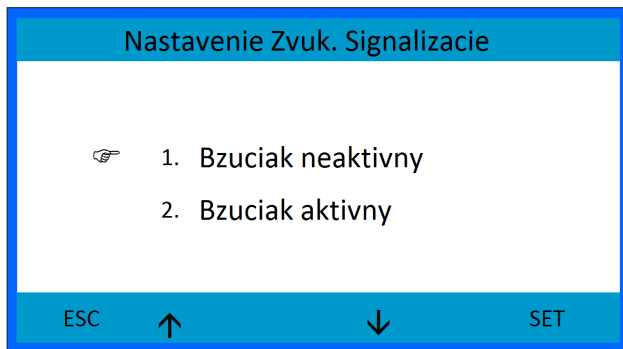 Nastavenie Zvuk. Signalizacie
☞ 1. Bzuciak neaktivny
2. Bzuciak aktivny
ESC ↑ ↓ SET